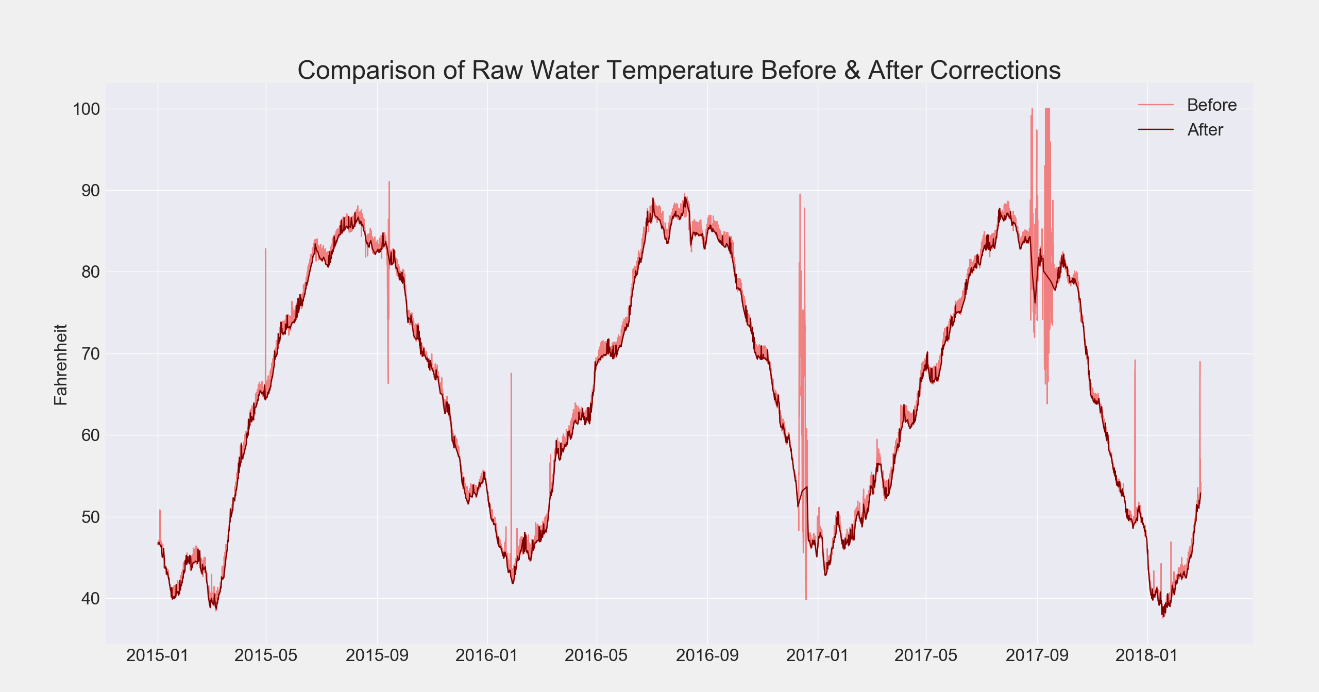 Comparison of Raw Water Temperature Before & After Corrections
Before
After
Fahrenheit
100
90
80
70
60
50
40
2015-01 2015-05 2015-09 2016-01 2016-05 2016-09 2017-01 2017-05 2017-09 2018-01